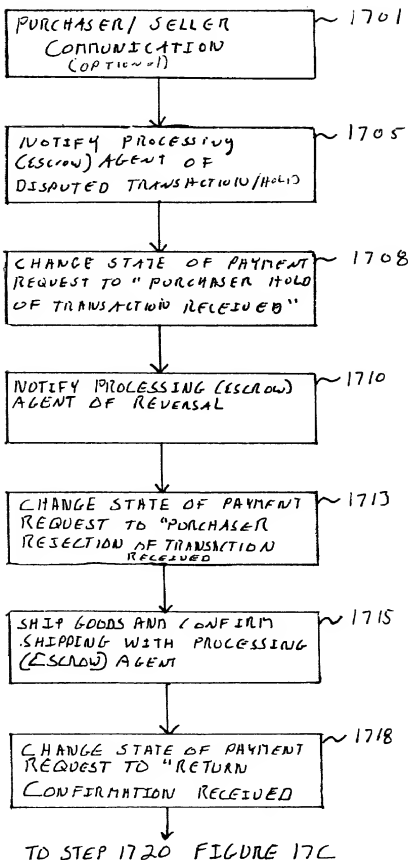 PURCHASER/ SELLER
COMMUNICATION
(OPTIONAL)
1701
NOTIFY PROCESSING
(ESCROW) AGENT OF
DISPUTED TRANSACTION/HOLD
1705
CHANGE STATE OF PAYMENT
REQUEST TO "PURCHASER HOLD
OF TRANSACTION RECEIVED"
1708
NOTIFY PROCESSING (ESCROW)
AGENT OF REVERSAL
1710
CHANGE STATE OF PAYMENT
REQUEST TO "PURCHASER
REJECTION OF TRANSACTION
RECEIVED
1713
SHIP GOODS AND CONFIRM
SHIPPING WITH PROCESSING
(ESCROW) AGENT
1715
CHANGE STATE OF PAYMENT
REQUEST TO "RETURN
CONFIRMATION RECEIVED
1718
TO STEP 1720 FIGURE 17C